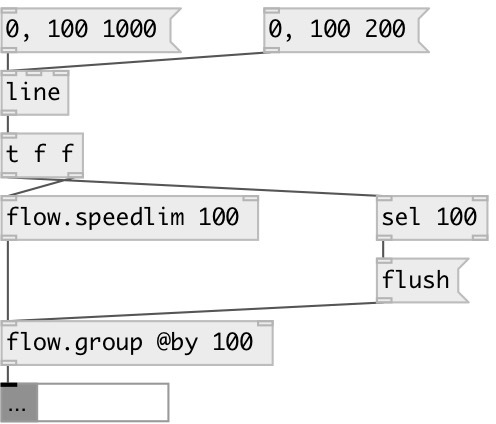 0, 100 1000
0, 100 200
line
t f f
flow.speedlim 100
sel 100
flush
flow.group @by 100
...